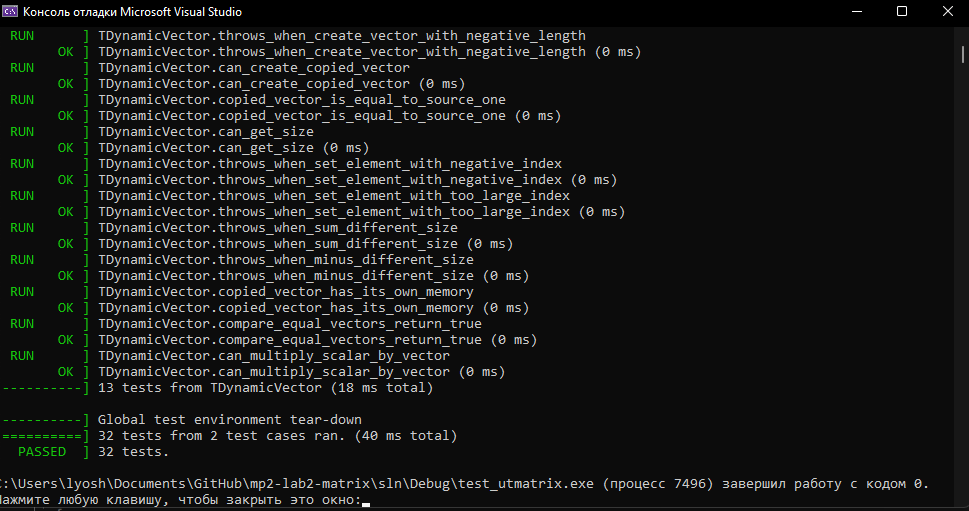 Консоль отладки Microsoft Visual Studio
RUN ] TDynamicVector.throws_when_create_vector_with_negative_length
OK ] TDynamicVector.throws_when_create_vector_with_negative_length (0 ms)
RUN ] TDynamicVector.can_create_copied_vector
OK ] TDynamicVector.can_create_copied_vector (0 ms)
RUN ] TDynamicVector.copied_vector_is_equal_to_source_one
OK ] TDynamicVector.copied_vector_is_equal_to_source_one (0 ms)
RUN ] TDynamicVector.can_get_size
OK ] TDynamicVector.can_get_size (0 ms)
RUN ] TDynamicVector.throws_when_set_element_with_negative_index
OK ] TDynamicVector.throws_when_set_element_with_negative_index (0 ms)
RUN ] TDynamicVector.throws_when_set_element_with_too_large_index
OK ] TDynamicVector.throws_when_set_element_with_too_large_index (0 ms)
RUN ] TDynamicVector.throws_when_sum_different_size
OK ] TDynamicVector.throws_when_sum_different_size (0 ms)
RUN ] TDynamicVector.throws_when_minus_different_size
OK ] TDynamicVector.throws_when_minus_different_size (0 ms)
RUN ] TDynamicVector.copied_vector_has_its_own_memory
OK ] TDynamicVector.copied_vector_has_its_own_memory (0 ms)
RUN ] TDynamicVector.compare_equal_vectors_return_true
OK ] TDynamicVector.compare_equal_vectors_return_true (0 ms)
RUN ] TDynamicVector.can_multiply_scalar_by_vector
OK ] TDynamicVector.can_multiply_scalar_by_vector (0 ms)
----------] 13 tests from TDynamicVector (18 ms total)
----------] Global test environment tear-down
==========] 32 tests from 2 test cases ran. (40 ms total)
PASSED ] 32 tests.
C:\Users\lyosh\Documents\GitHub\mp2-lab2-matrix\sln\Debug\test_utmatrix.exe (процесс 7496) завершил работу с кодом 0.
Нажмите любую клавишу, чтобы закрыть это окно: